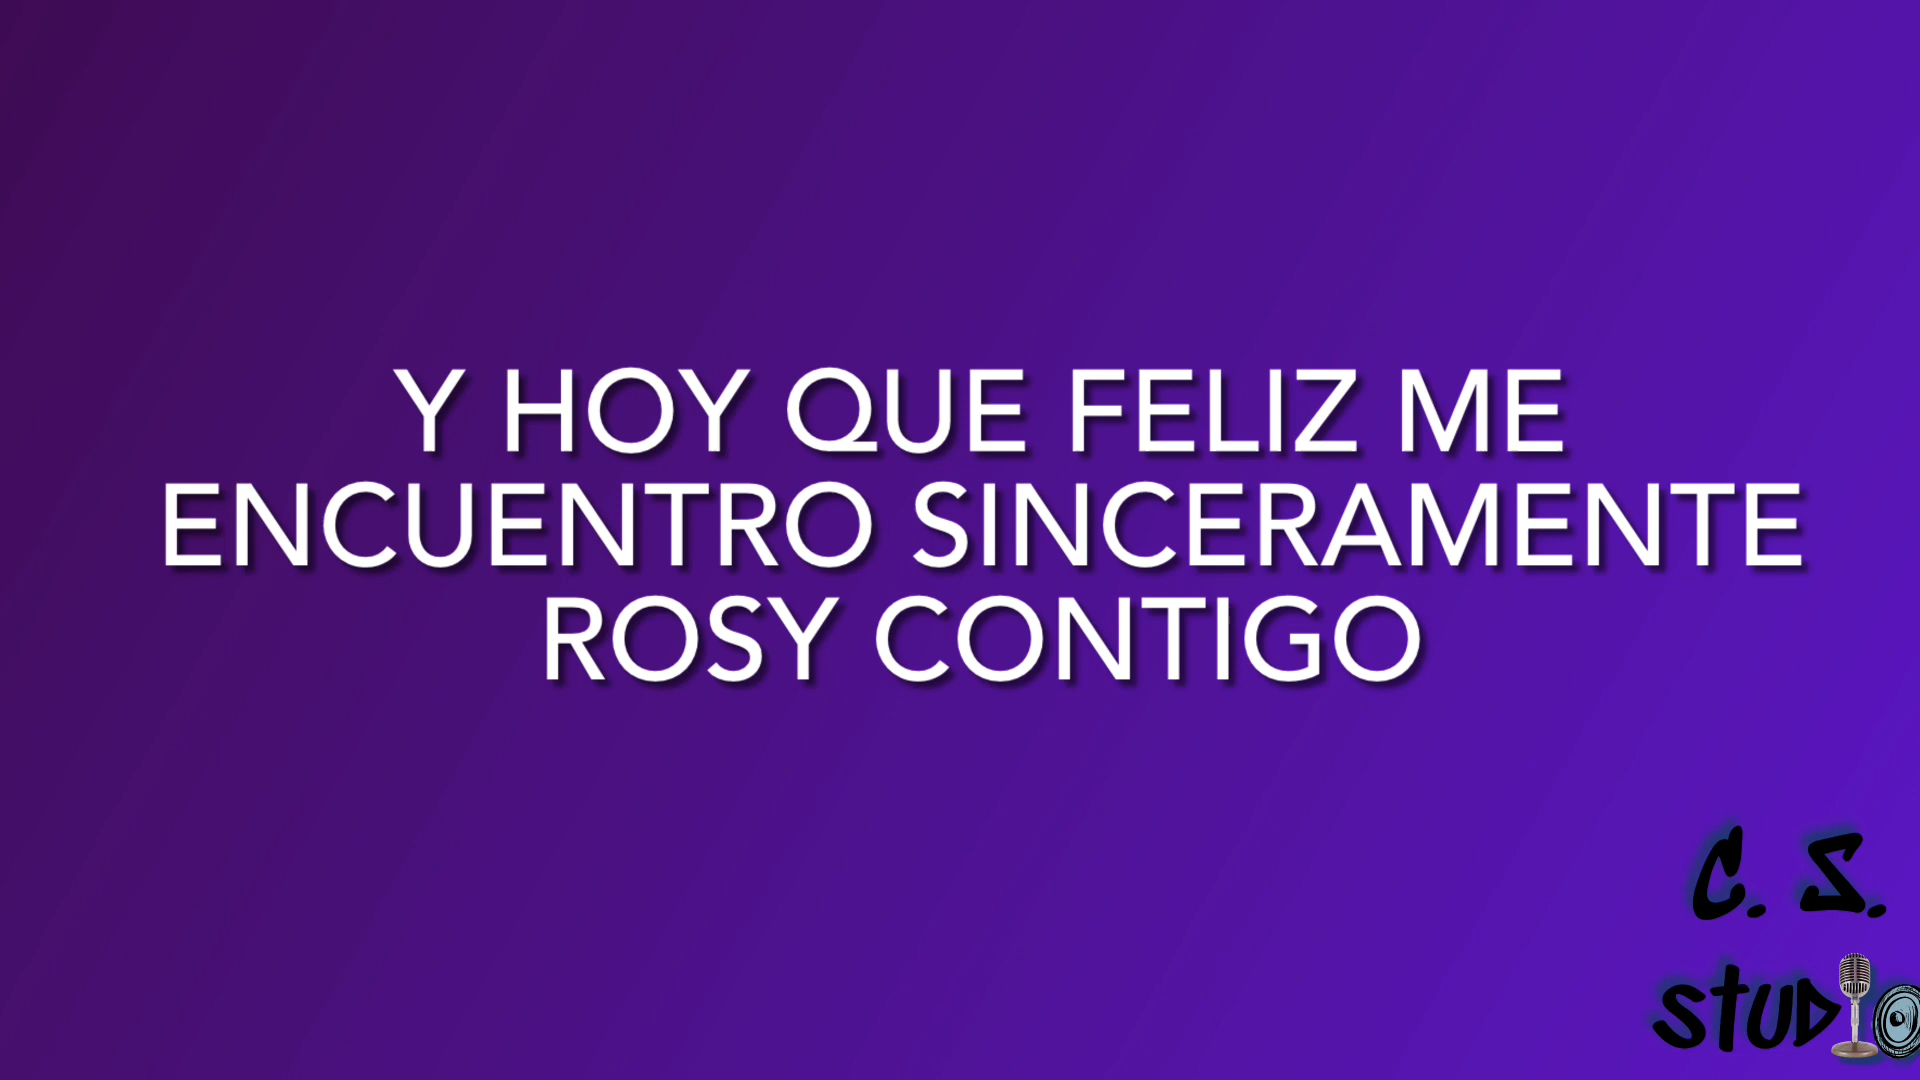 Y HOY QUE FELIZ ME
ENCUENTRO SINCERAMENTE
ROSY CONTIGO
C. S.
STUDIO